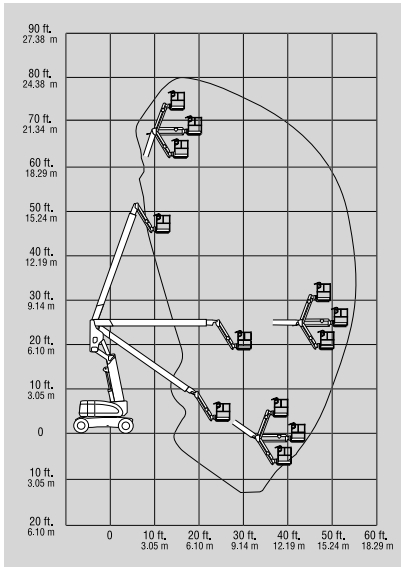 90 ft.
27.38 m
80 ft.
24.38 m
70 ft.
21.34 m
60 ft.
18.29 m
50 ft.
15.24 m
40 ft.
12.19 m
30 ft.
9.14 m
20 ft.
6.10 m
10 ft.
3.05 m
0
10 ft.
3.05 m
20 ft.
6.10 m
0 10 ft. 20 ft. 30 ft. 40 ft. 50 ft. 60 ft.
3.05 m 6.10 m 9.14 m 12.19 m 15.24 m 18.29 m